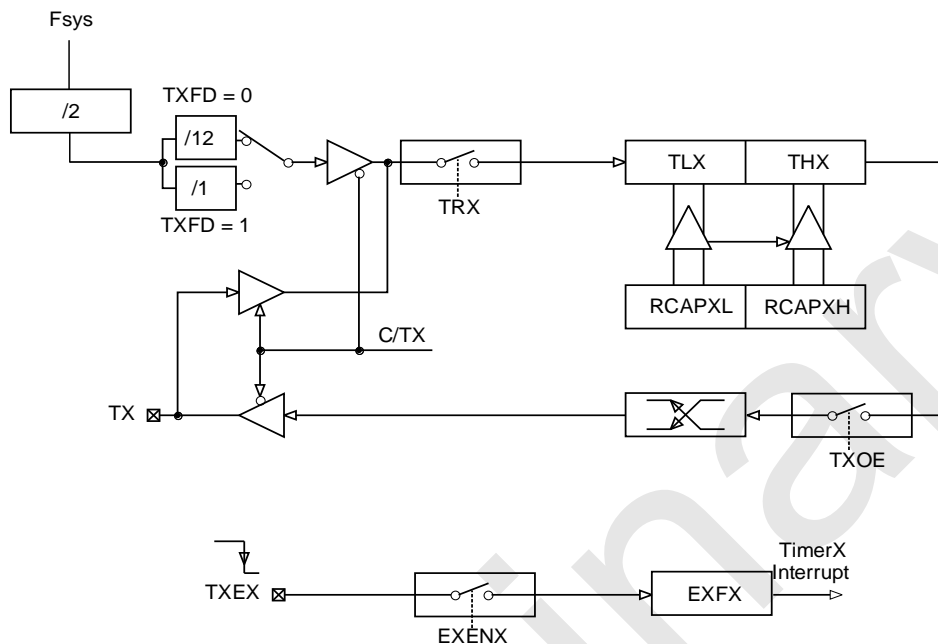 Fsys
/2
TXFD = 0
/12
/1
TXFD = 1
TRX
TLX
THX
RCAPXL
RCAPXH
C/TX
TX
TXOE
TXEX
EXENX
EXFX
TimerX
Interrupt